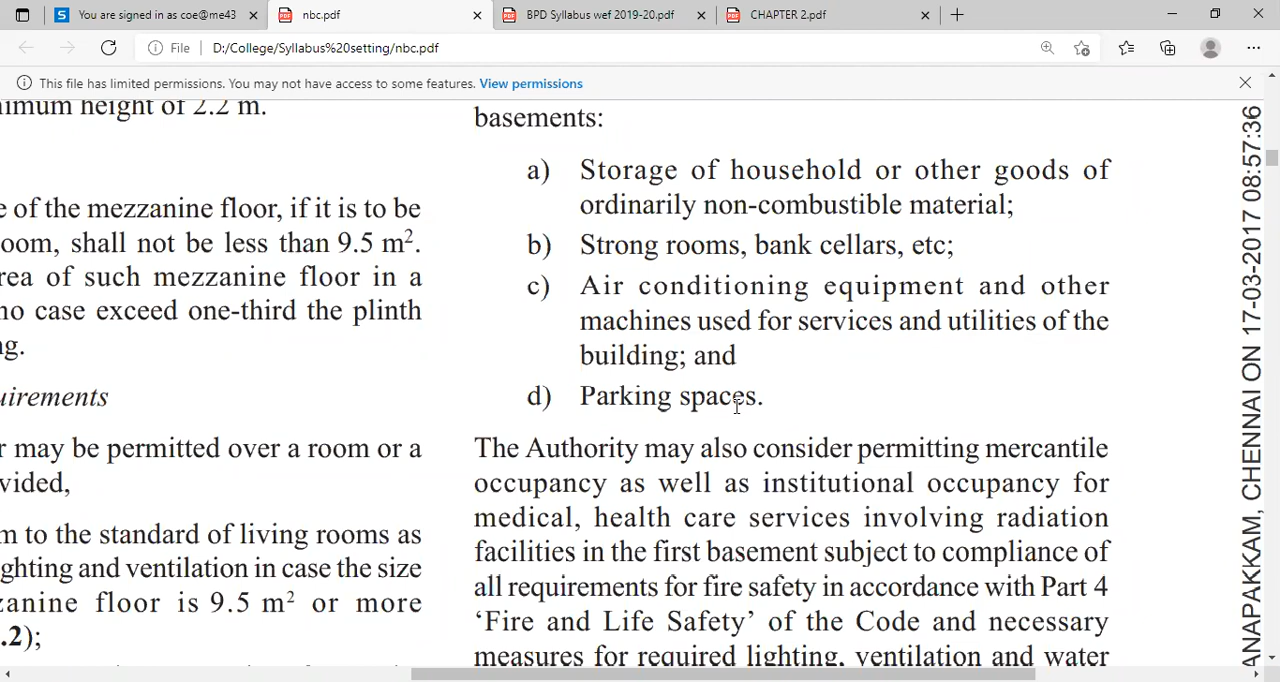 You are signed in as coe@me43
nbc.pdf
BPD Syllabus wef 2019-20.pdf
CHAPTER 2.pdf
File
D:/College/Syllabus%20setting/nbc.pdf
This file has limited permissions. You may not have access to some features. View permissions
nimum height of 2.2 m.
e of the mezzanine floor, if it is to be
oom, shall not be less than 9.5 m².
rea of such mezzanine floor in a
no case exceed one-third the plinth
ng.
uirements
r may be permitted over a room or a
vided,
m to the standard of living rooms as
ghting and ventilation in case the size
zanine floor is 9.5 m² or more
.2);
basements:
a) Storage of household or other goods of
ordinarily non-combustible material;
b) Strong rooms, bank cellars, etc;
c) Air conditioning equipment and other
machines used for services and utilities of the
building; and
d) Parking spaces.
The Authority may also consider permitting mercantile
occupancy as well as institutional occupancy for
medical, health care services involving radiation
facilities in the first basement subject to compliance of
all requirements for fire safety in accordance with Part 4
‘Fire and Life Safety’ of the Code and necessary
measures for required lighting, ventilation and water
ANAPAKKAM, CHENNAI ON 17-03-2017 08:57:36